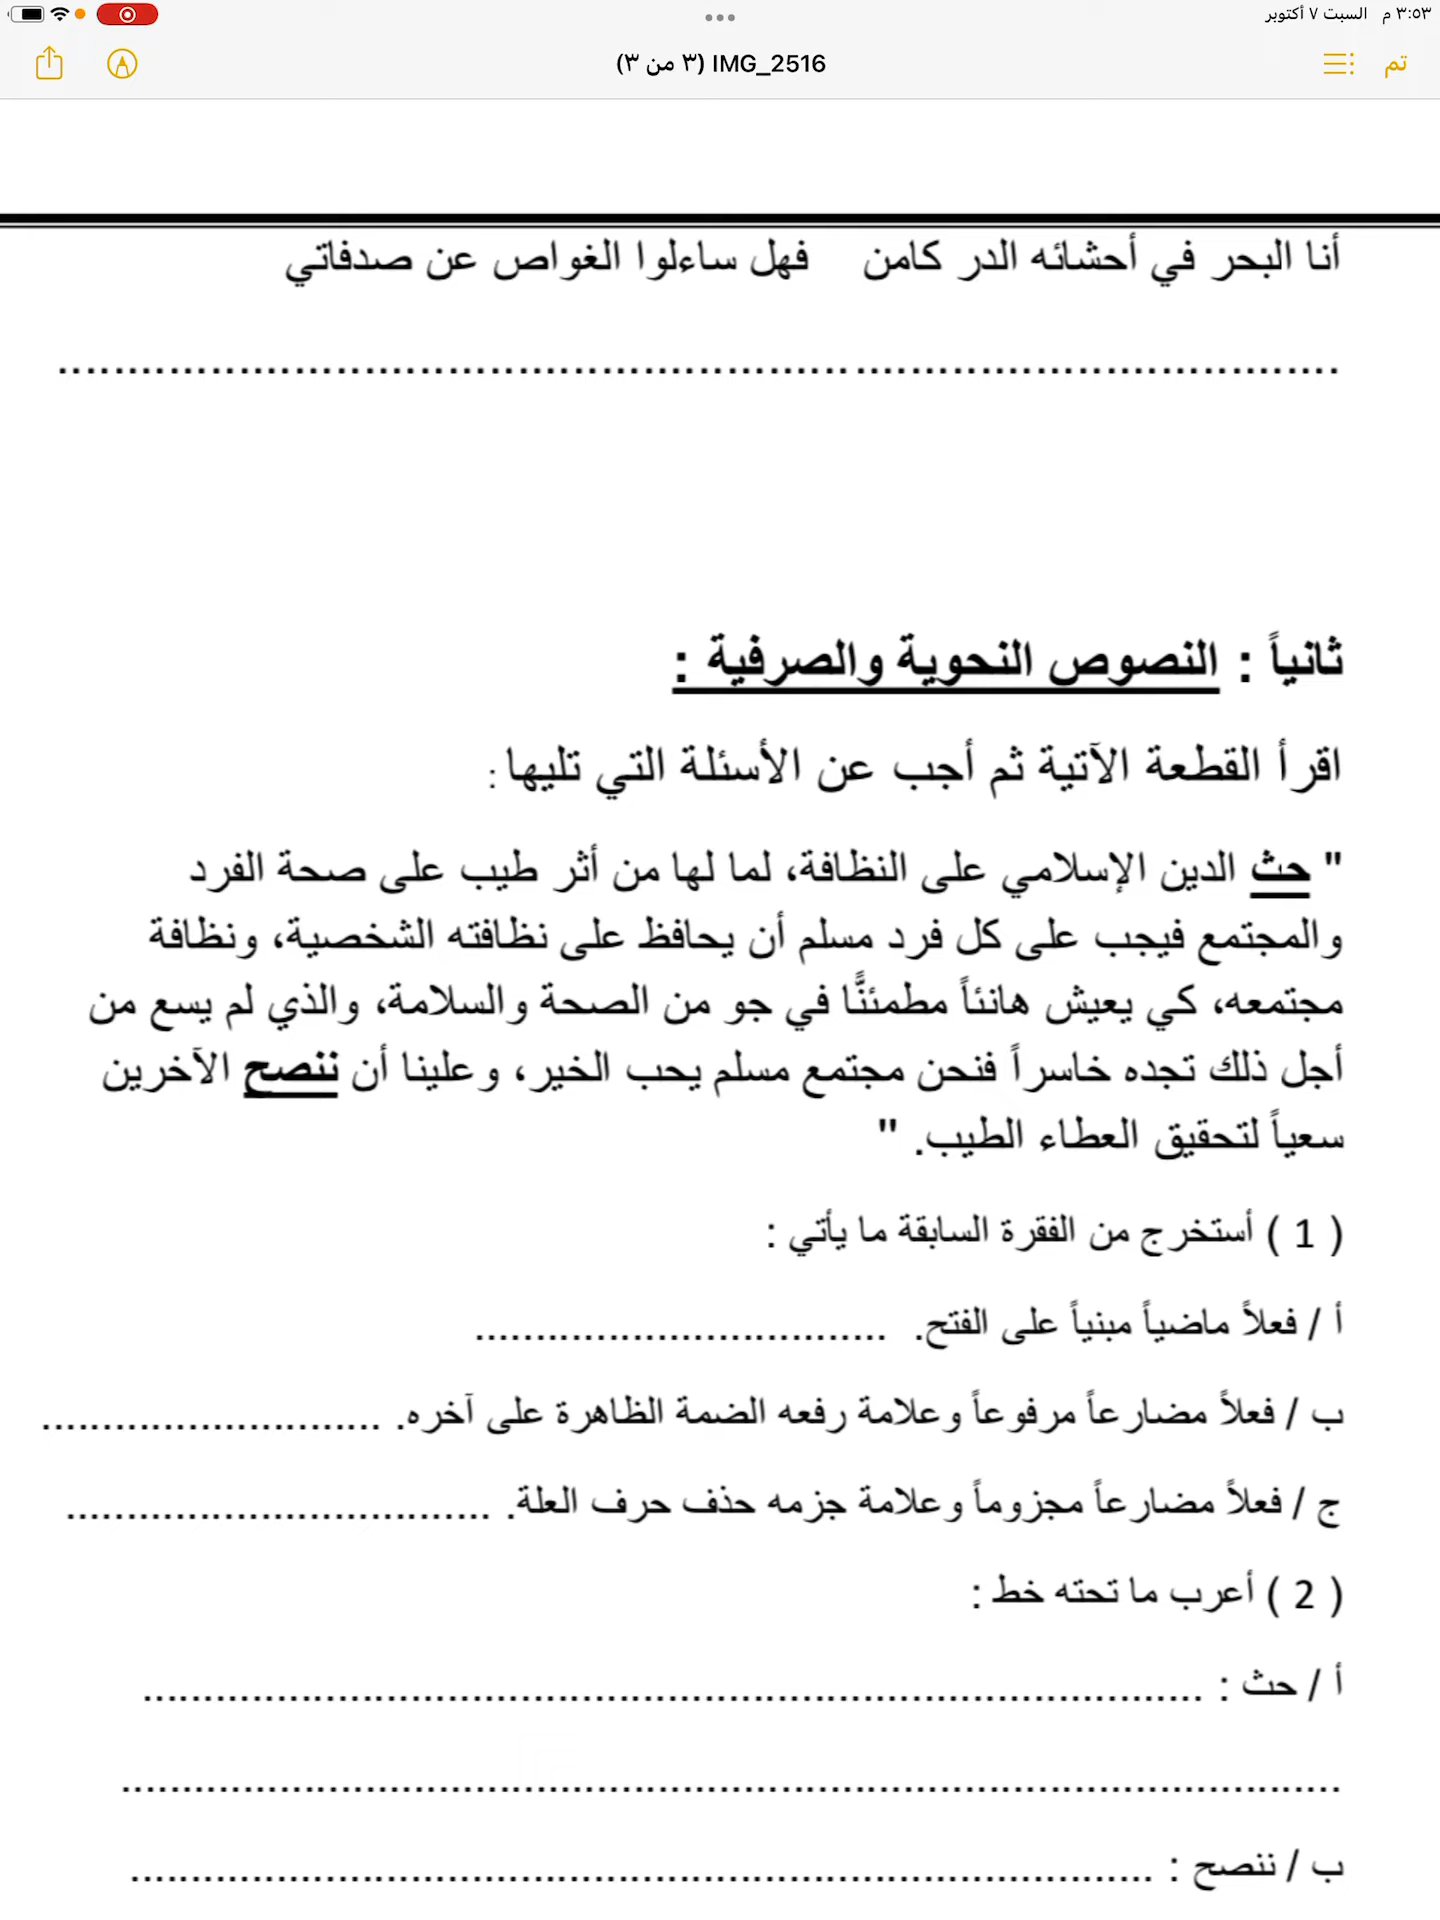 ٣:٥٣ م السبت ٧ أكتوبر
تم IMG_2516 (٣ من ٣)
أنا البحر في أحشائه الدر كامن فهل ساءلوا الغواص عن صدفاتي
................................................................................
ثانياً : النصوص النحوية والصرفية :
اقرأ القطعة الآتية ثم أجب عن الأسئلة التي تليها :
" حث الدين الإسلامي على النظافة، لما لها من أثر طيب على صحة الفرد
والمجتمع فيجب على كل فرد مسلم أن يحافظ على نظافته الشخصية، ونظافة
مجتمعه، كي يعيش هانئاً مطمئنًّا في جو من الصحة والسلامة، والذي لم يسع من
أجل ذلك تجده خاسراً فنحن مجتمع مسلم يحب الخير، وعلينا أن ننصح الآخرين
سعياً لتحقيق العطاء الطيب. "
( 1 ) أستخرج من الفقرة السابقة ما يأتي :
أ / فعلاً ماضياً مبنياً على الفتح. ..................................
ب / فعلاً مضارعاً مرفوعاً وعلامة رفعه الضمة الظاهرة على آخره. ............................
ج / فعلاً مضارعاً مجزوماً وعلامة جزمه حذف حرف العلة. ...................................
( 2 ) أعرب ما تحته خط :
أ / حث : ................................................................................
................................................................................
ب / ننصح : ................................................................................